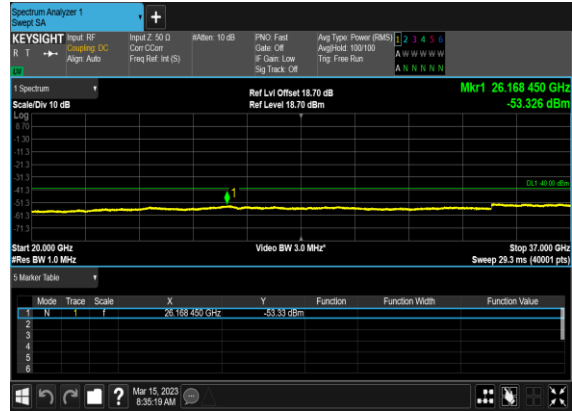 Spectrum Analyzer 1
Swept SA
+
KEYSIGHT Input: RF Input Z: 50 Ω #Atten: 10 dB PNO: Fast Avg Type: Power (RMS) 1 2 3 4 5 6
R T Coupling: DC Corr CCorr Gate: Off Avg|Hold: 100/100 A W W W W W
Align: Auto Freq Ref: Int (S) IF Gain: Low Trig: Free Run
Sig Track: Off A N N N N N
1 Spectrum Ref Lvl Offset 18.70 dB Mkr1 26.168 450 GHz
Scale/Div 10 dB Ref Level 18.70 dBm -53.326 dBm
Log
8.70
-1.30
-11.3
-21.3
-31.3
DL1 -40.00 dBm
-41.3
1
-51.3
-61.3
-71.3
Start 20.000 GHz Video BW 3.0 MHz* Stop 37.000 GHz
#Res BW 1.0 MHz Sweep 29.3 ms (40001 pts)
5 Marker Table
Mode Trace Scale X Y Function Function Width Function Value
1 N 1 f 26.168 450 GHz -53.33 dBm
2
3
4
5
6
? Mar 15, 2023
8:35:19 AM